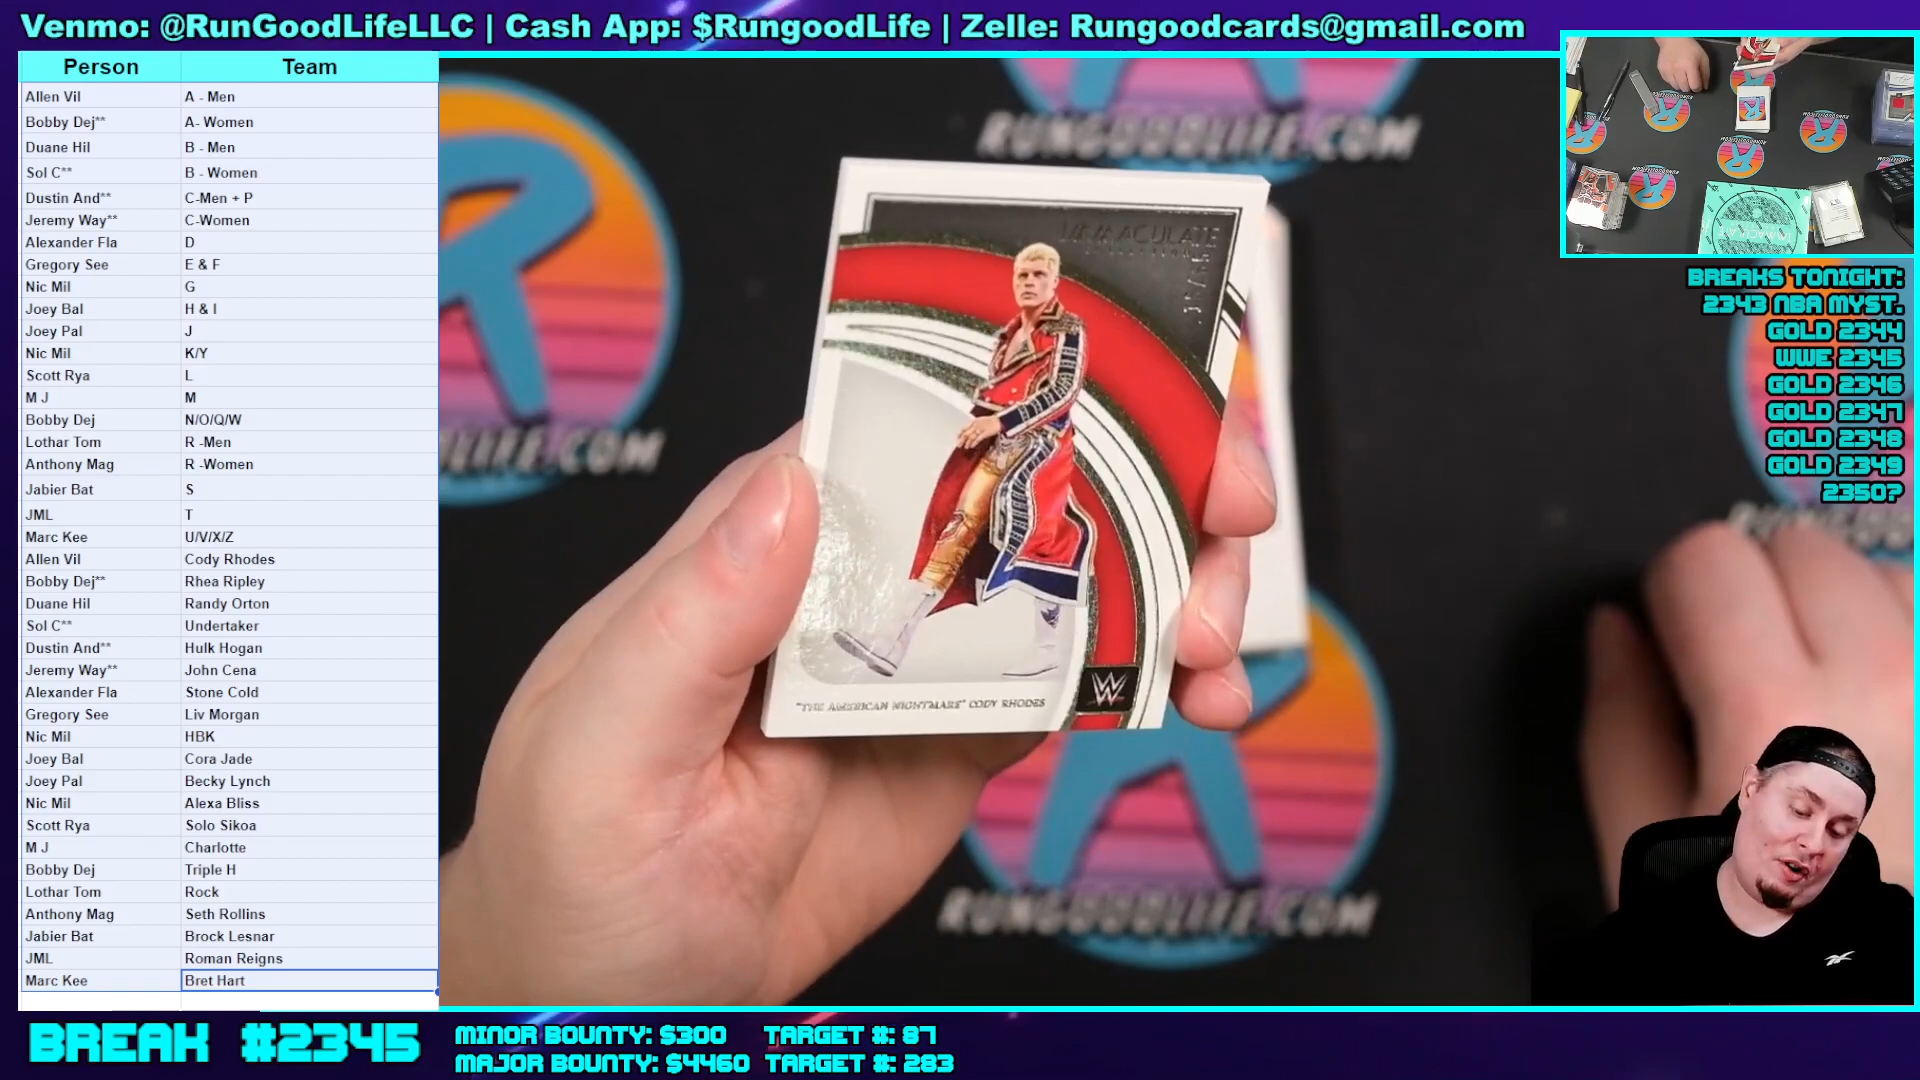 Venmo: @RunGoodLifeLLC | Cash App: $RungoodLife | Zelle: Rungoodcards@gmail.com
Person Team
Allen Vil A - Men
Bobby Dej** A- Women
Duane Hil B - Men
Sol C** B - Women
Dustin And** C-Men + P
Jeremy Way** C-Women
Alexander Fla D
Gregory See E & F
Nic Mil G
Joey Bal H & I
Joey Pal J
Nic Mil K/Y
Scott Rya L
M J M
Bobby Dej N/O/Q/W
Lothar Tom R -Men
Anthony Mag R -Women
Jabier Bat S
JML T
Marc Kee U/V/X/Z
Allen Vil Cody Rhodes
Bobby Dej** Rhea Ripley
Duane Hil Randy Orton
Sol C** Undertaker
Dustin And** Hulk Hogan
Jeremy Way** John Cena
Alexander Fla Stone Cold
Gregory See Liv Morgan
Nic Mil HBK
Joey Bal Cora Jade
Joey Pal Becky Lynch
Nic Mil Alexa Bliss
Scott Rya Solo Sikoa
M J Charlotte
Bobby Dej Triple H
Lothar Tom Rock
Anthony Mag Seth Rollins
Jabier Bat Brock Lesnar
JML Roman Reigns
Marc Kee Bret Hart
RUNGOODLIFE.COM
LIFE.COM
IMMACULATE
"THE AMERICAN NIGHTMARE" CODY RHODES
W
RUNGOODLIFE.COM
BREAKS TONIGHT:
2343 NBA MYST.
GOLD 2344
WWE 2345
GOLD 2346
GOLD 2347
GOLD 2348
GOLD 2349
2350?
BREAK #2345
MINOR BOUNTY: $300 TARGET #: 87
MAJOR BOUNTY: $4460 TARGET #: 283